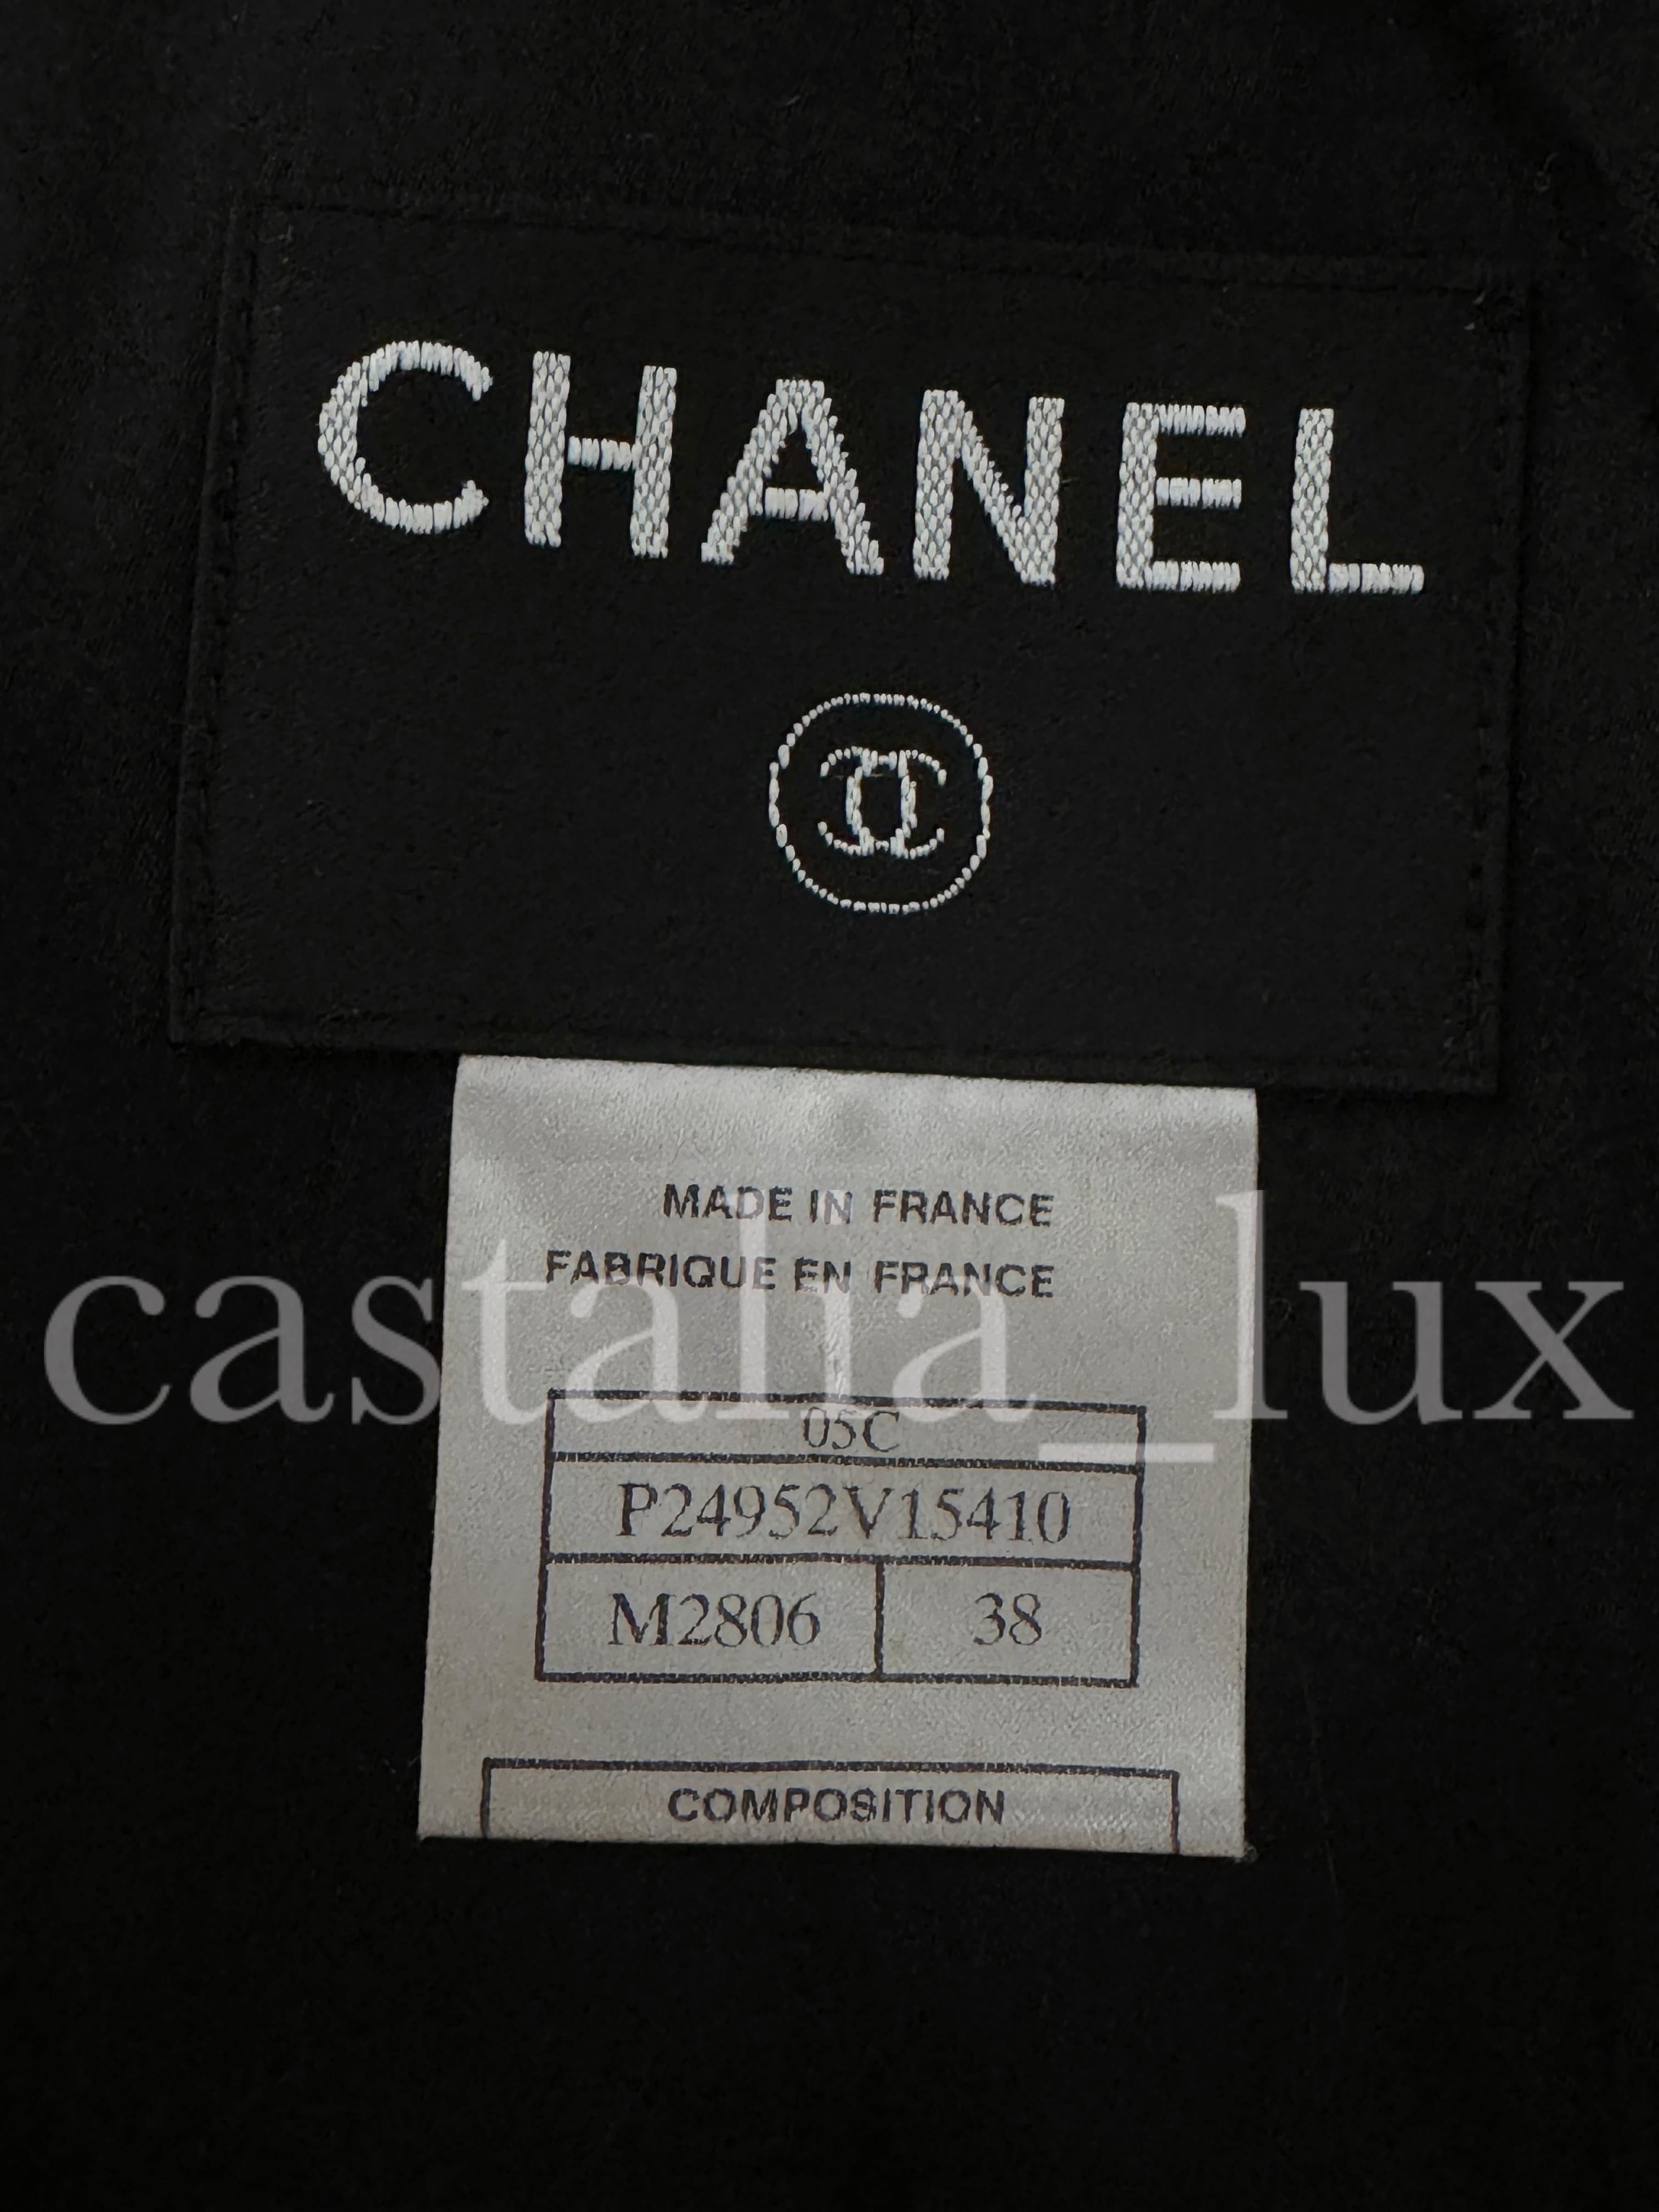 CHANEL
MADE IN FRANCE
FABRIQUE EN FRANCE
castalia_lux
05C
P24952V15410
M2806 38
COMPOSITION